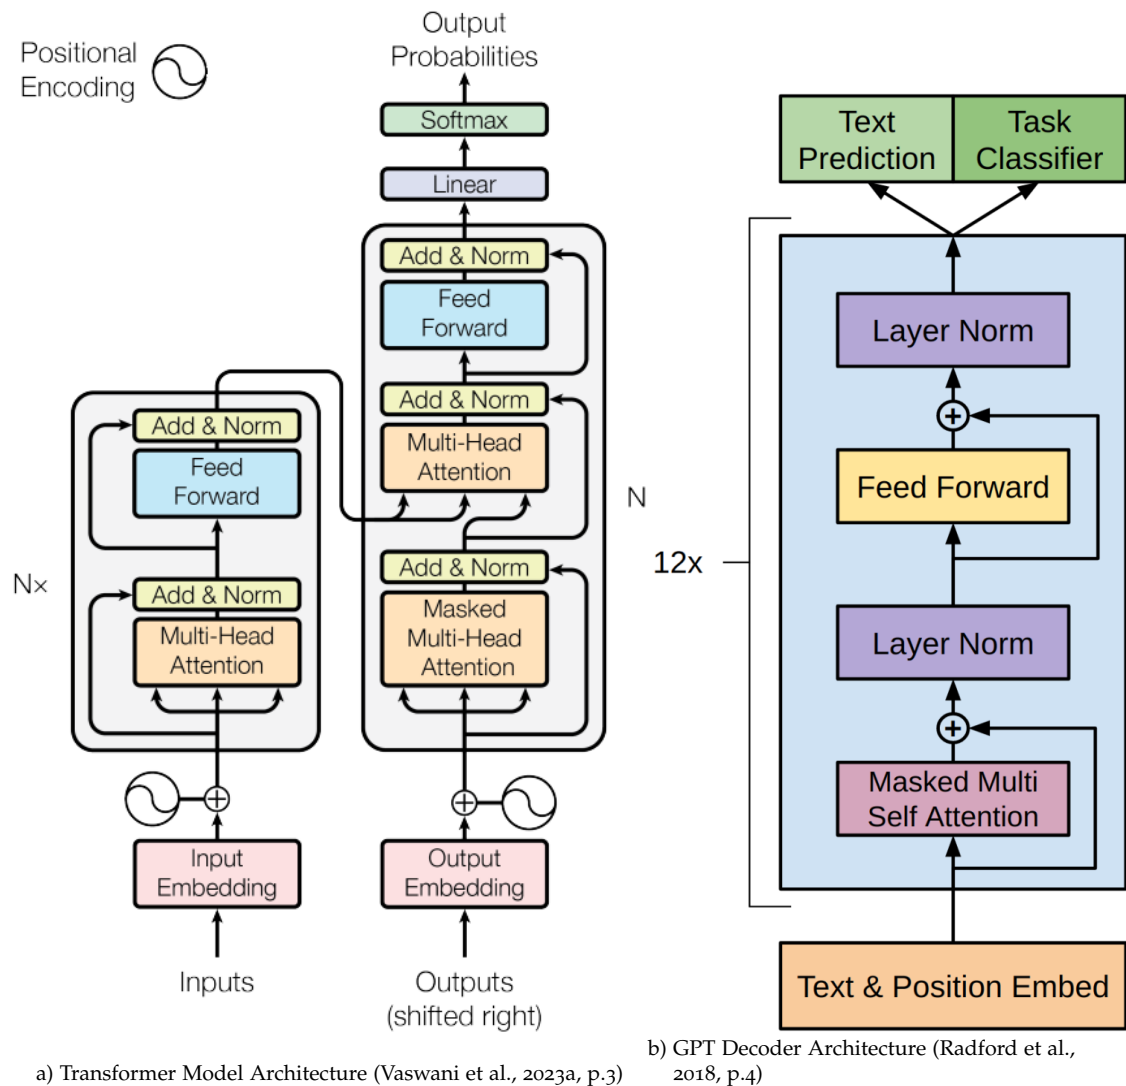 Positional
Encoding
Output
Probabilities
Softmax
Linear
Add & Norm
Feed
Forward
Add & Norm
Multi-Head
Attention
N
Add & Norm
Masked
Multi-Head
Attention
Output
Embedding
Outputs
(shifted right)
Add & Norm
Feed
Forward
N×
Add & Norm
Multi-Head
Attention
Input
Embedding
Inputs
a) Transformer Model Architecture (Vaswani et al., 2023a, p.3)
Text
Prediction
Task
Classifier
Layer Norm
+
Feed Forward
12x
Layer Norm
+
Masked Multi
Self Attention
Text & Position Embed
b) GPT Decoder Architecture (Radford et al.,
2018, p.4)